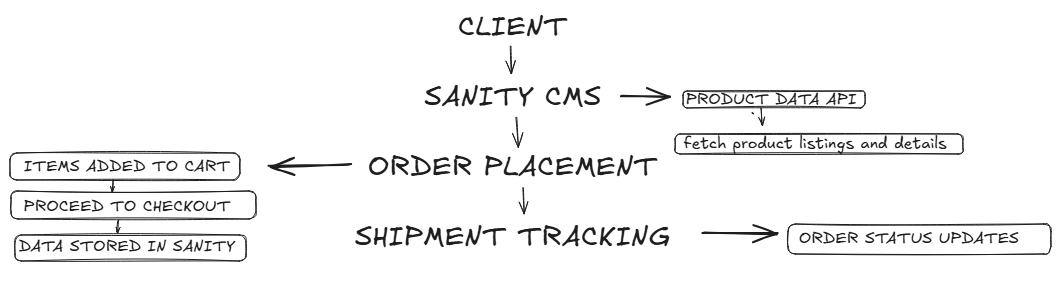 CLIENT
SANITY CMS
PRODUCT DATA API
fetch product listings and details
ORDER PLACEMENT
ITEMS ADDED TO CART
PROCEED TO CHECKOUT
DATA STORED IN SANITY
SHIPMENT TRACKING
ORDER STATUS UPDATES